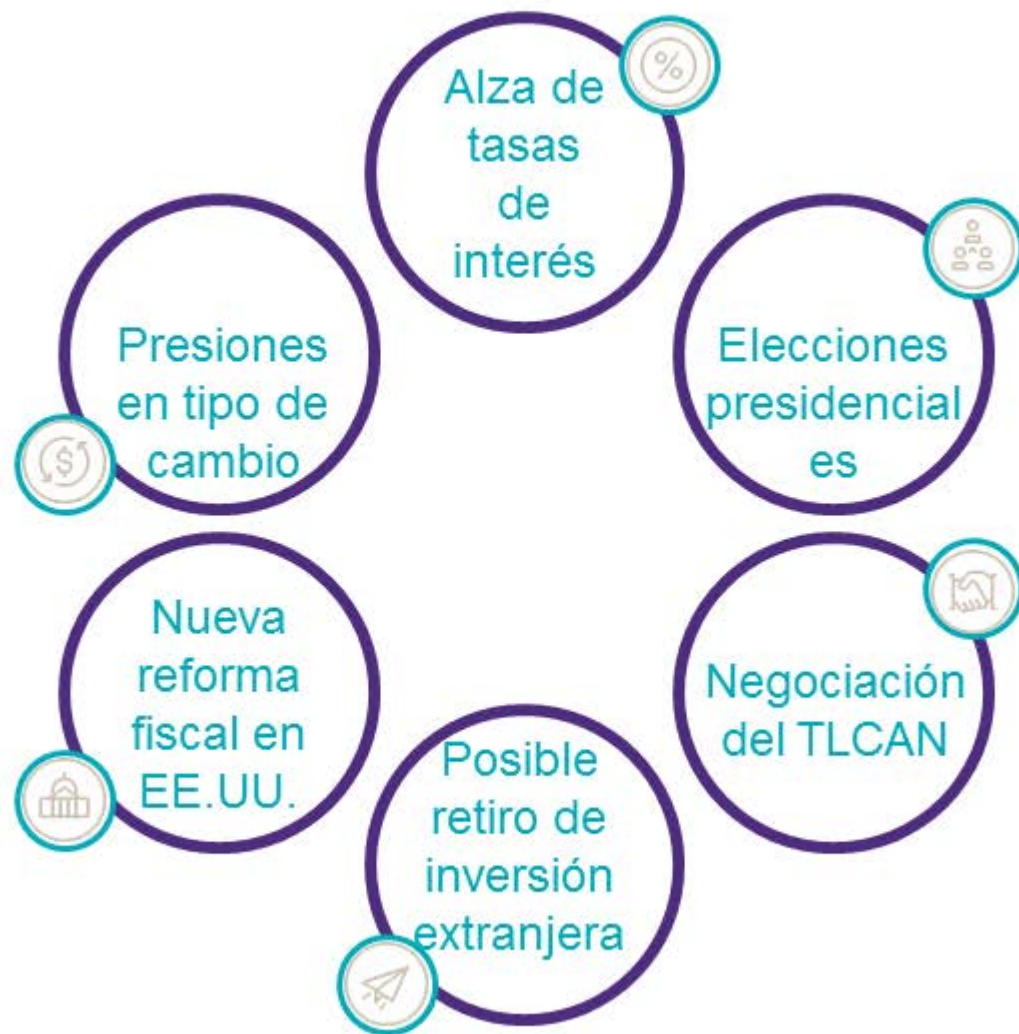 Alza de
tasas
de
interés
Elecciones
presidencial
es
Negociación
del TLCAN
Posible
retiro de
inversión
extranjera
Nueva
reforma
fiscal en
EE.UU.
Presiones
en tipo de
cambio